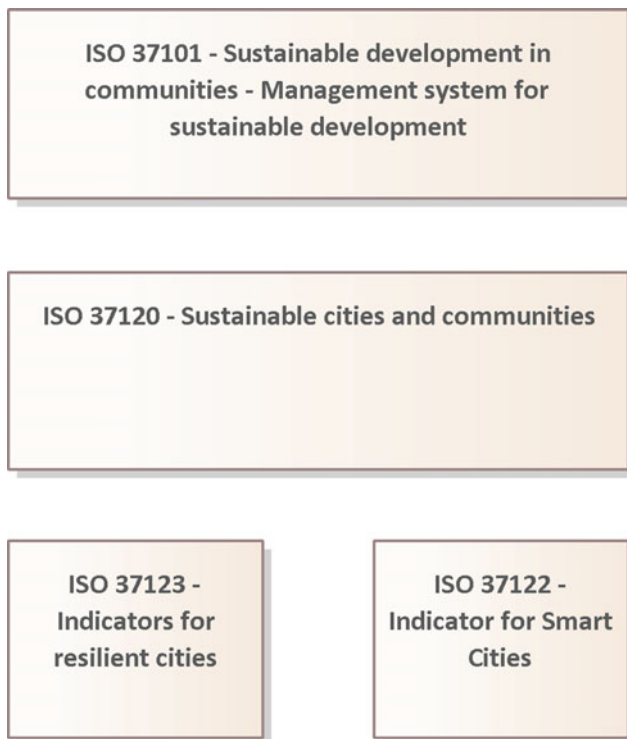 ISO 37101 - Sustainable development in
communities - Management system for
sustainable development
ISO 37120 - Sustainable cities and communities
ISO 37123 -
Indicators for
resilient cities
ISO 37122 -
Indicator for Smart
Cities